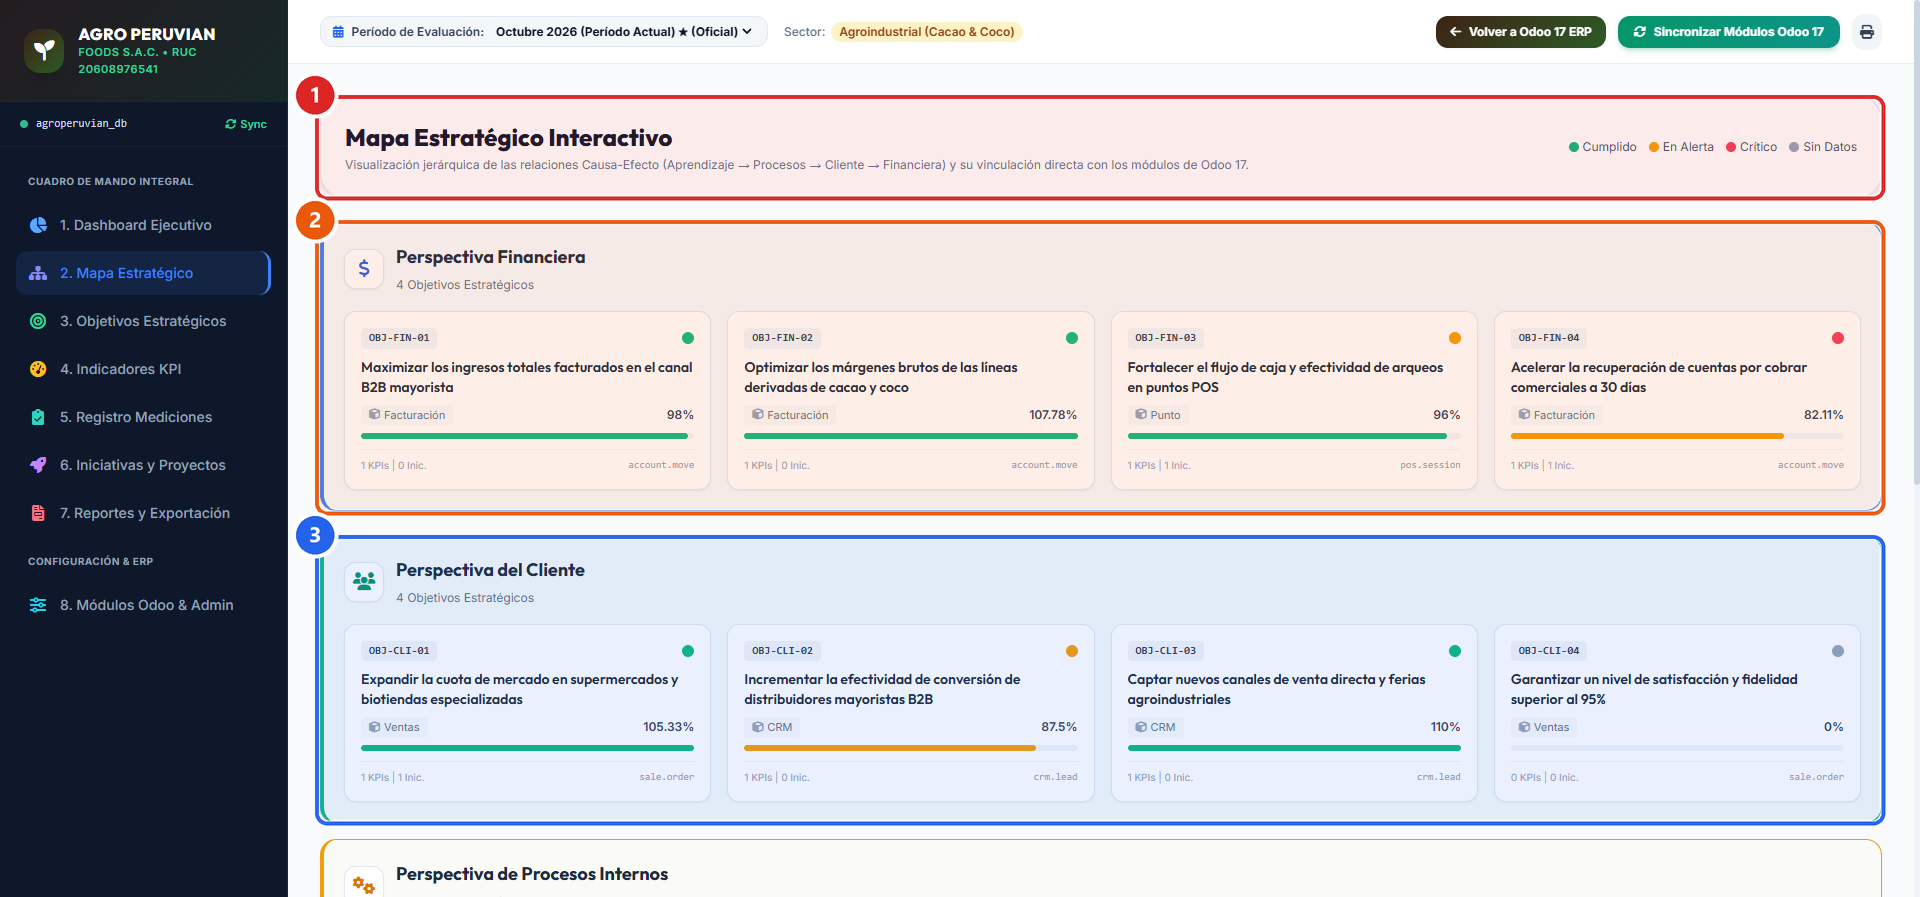 AGRO PERUVIAN
FOODS S.A.C. • RUC
20608976541
agroperuvian_db
Sync
CUADRO DE MANDO INTEGRAL
1. Dashboard Ejecutivo
2. Mapa Estratégico
3. Objetivos Estratégicos
4. Indicadores KPI
5. Registro Mediciones
6. Iniciativas y Proyectos
7. Reportes y Exportación
CONFIGURACIÓN & ERP
8. Módulos Odoo & Admin
Período de Evaluación: Octubre 2026 (Período Actual) ★ (Oficial)
Sector: Agroindustrial (Cacao & Coco)
← Volver a Odoo 17 ERP
Sincronizar Módulos Odoo 17
1
Mapa Estratégico Interactivo
Visualización jerárquica de las relaciones Causa-Efecto (Aprendizaje → Procesos → Cliente → Financiera) y su vinculación directa con los módulos de Odoo 17.
Cumplido En Alerta Crítico Sin Datos
2
Perspectiva Financiera
4 Objetivos Estratégicos
OBJ-FIN-01
Maximizar los ingresos totales facturados en el canal
B2B mayorista
Facturación 98%
1 KPIs | 0 Inic. account.move
OBJ-FIN-02
Optimizar los márgenes brutos de las líneas
derivadas de cacao y coco
Facturación 107.78%
1 KPIs | 0 Inic. account.move
OBJ-FIN-03
Fortalecer el flujo de caja y efectividad de arqueos
en puntos POS
Punto 96%
1 KPIs | 1 Inic. pos.session
OBJ-FIN-04
Acelerar la recuperación de cuentas por cobrar
comerciales a 30 días
Facturación 82.11%
1 KPIs | 1 Inic. account.move
3
Perspectiva del Cliente
4 Objetivos Estratégicos
OBJ-CLI-01
Expandir la cuota de mercado en supermercados y
biotiendas especializadas
Ventas 105.33%
1 KPIs | 1 Inic. sale.order
OBJ-CLI-02
Incrementar la efectividad de conversión de
distribuidores mayoristas B2B
CRM 87.5%
1 KPIs | 0 Inic. crm.lead
OBJ-CLI-03
Captar nuevos canales de venta directa y ferias
agroindustriales
CRM 110%
1 KPIs | 0 Inic. crm.lead
OBJ-CLI-04
Garantizar un nivel de satisfacción y fidelidad
superior al 95%
Ventas 0%
0 KPIs | 0 Inic. sale.order
Perspectiva de Procesos Internos